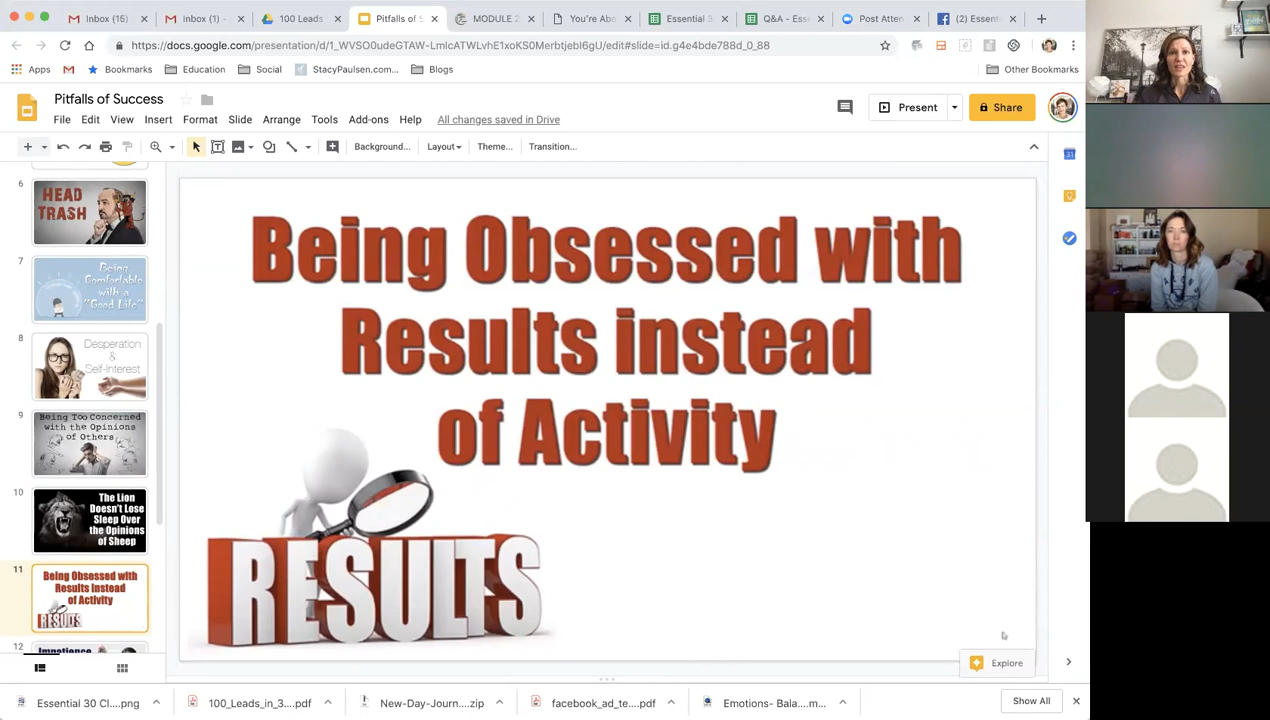 Inbox (15)
Inbox (1) -
100 Leads
Pitfalls of S
MODULE 2
You're Abo
Essential 3
Q&A - Esse
Post Atten
(2) Essent
https://docs.google.com/presentation/d/1_WVSO0udeGTAW-LmlcATWLvhE1xoKS0Merbtjebl6gU/edit#slide=id.g4e4bde788d_0_88
Apps
Bookmarks
Education
Social
StacyPaulsen.com...
Blogs
Other Bookmarks
Pitfalls of Success
Present
Share
File Edit View Insert Format Slide Arrange Tools Add-ons Help All changes saved in Drive
Background... Layout Theme... Transition...
6
HEAD
TRASH
7
Being
Comfortable
with a
"Good Life"
8
Desperation
&
Self-Interest
9
Being Too Concerned
with the Opinions
of Others
10
The Lion
Doesn't Lose
Sleep Over
the Opinions
of Sheep
11
Being Obsessed with
Results instead
of Activity
RESULTS
12
Impatience
Being Obsessed with
Results instead
of Activity
RESULTS
Explore
Essential 30 Cl....png
100_Leads_in_3....pdf
New-Day-Journ....zip
facebook_ad_te....pdf
Emotions- Bala....m...
Show All